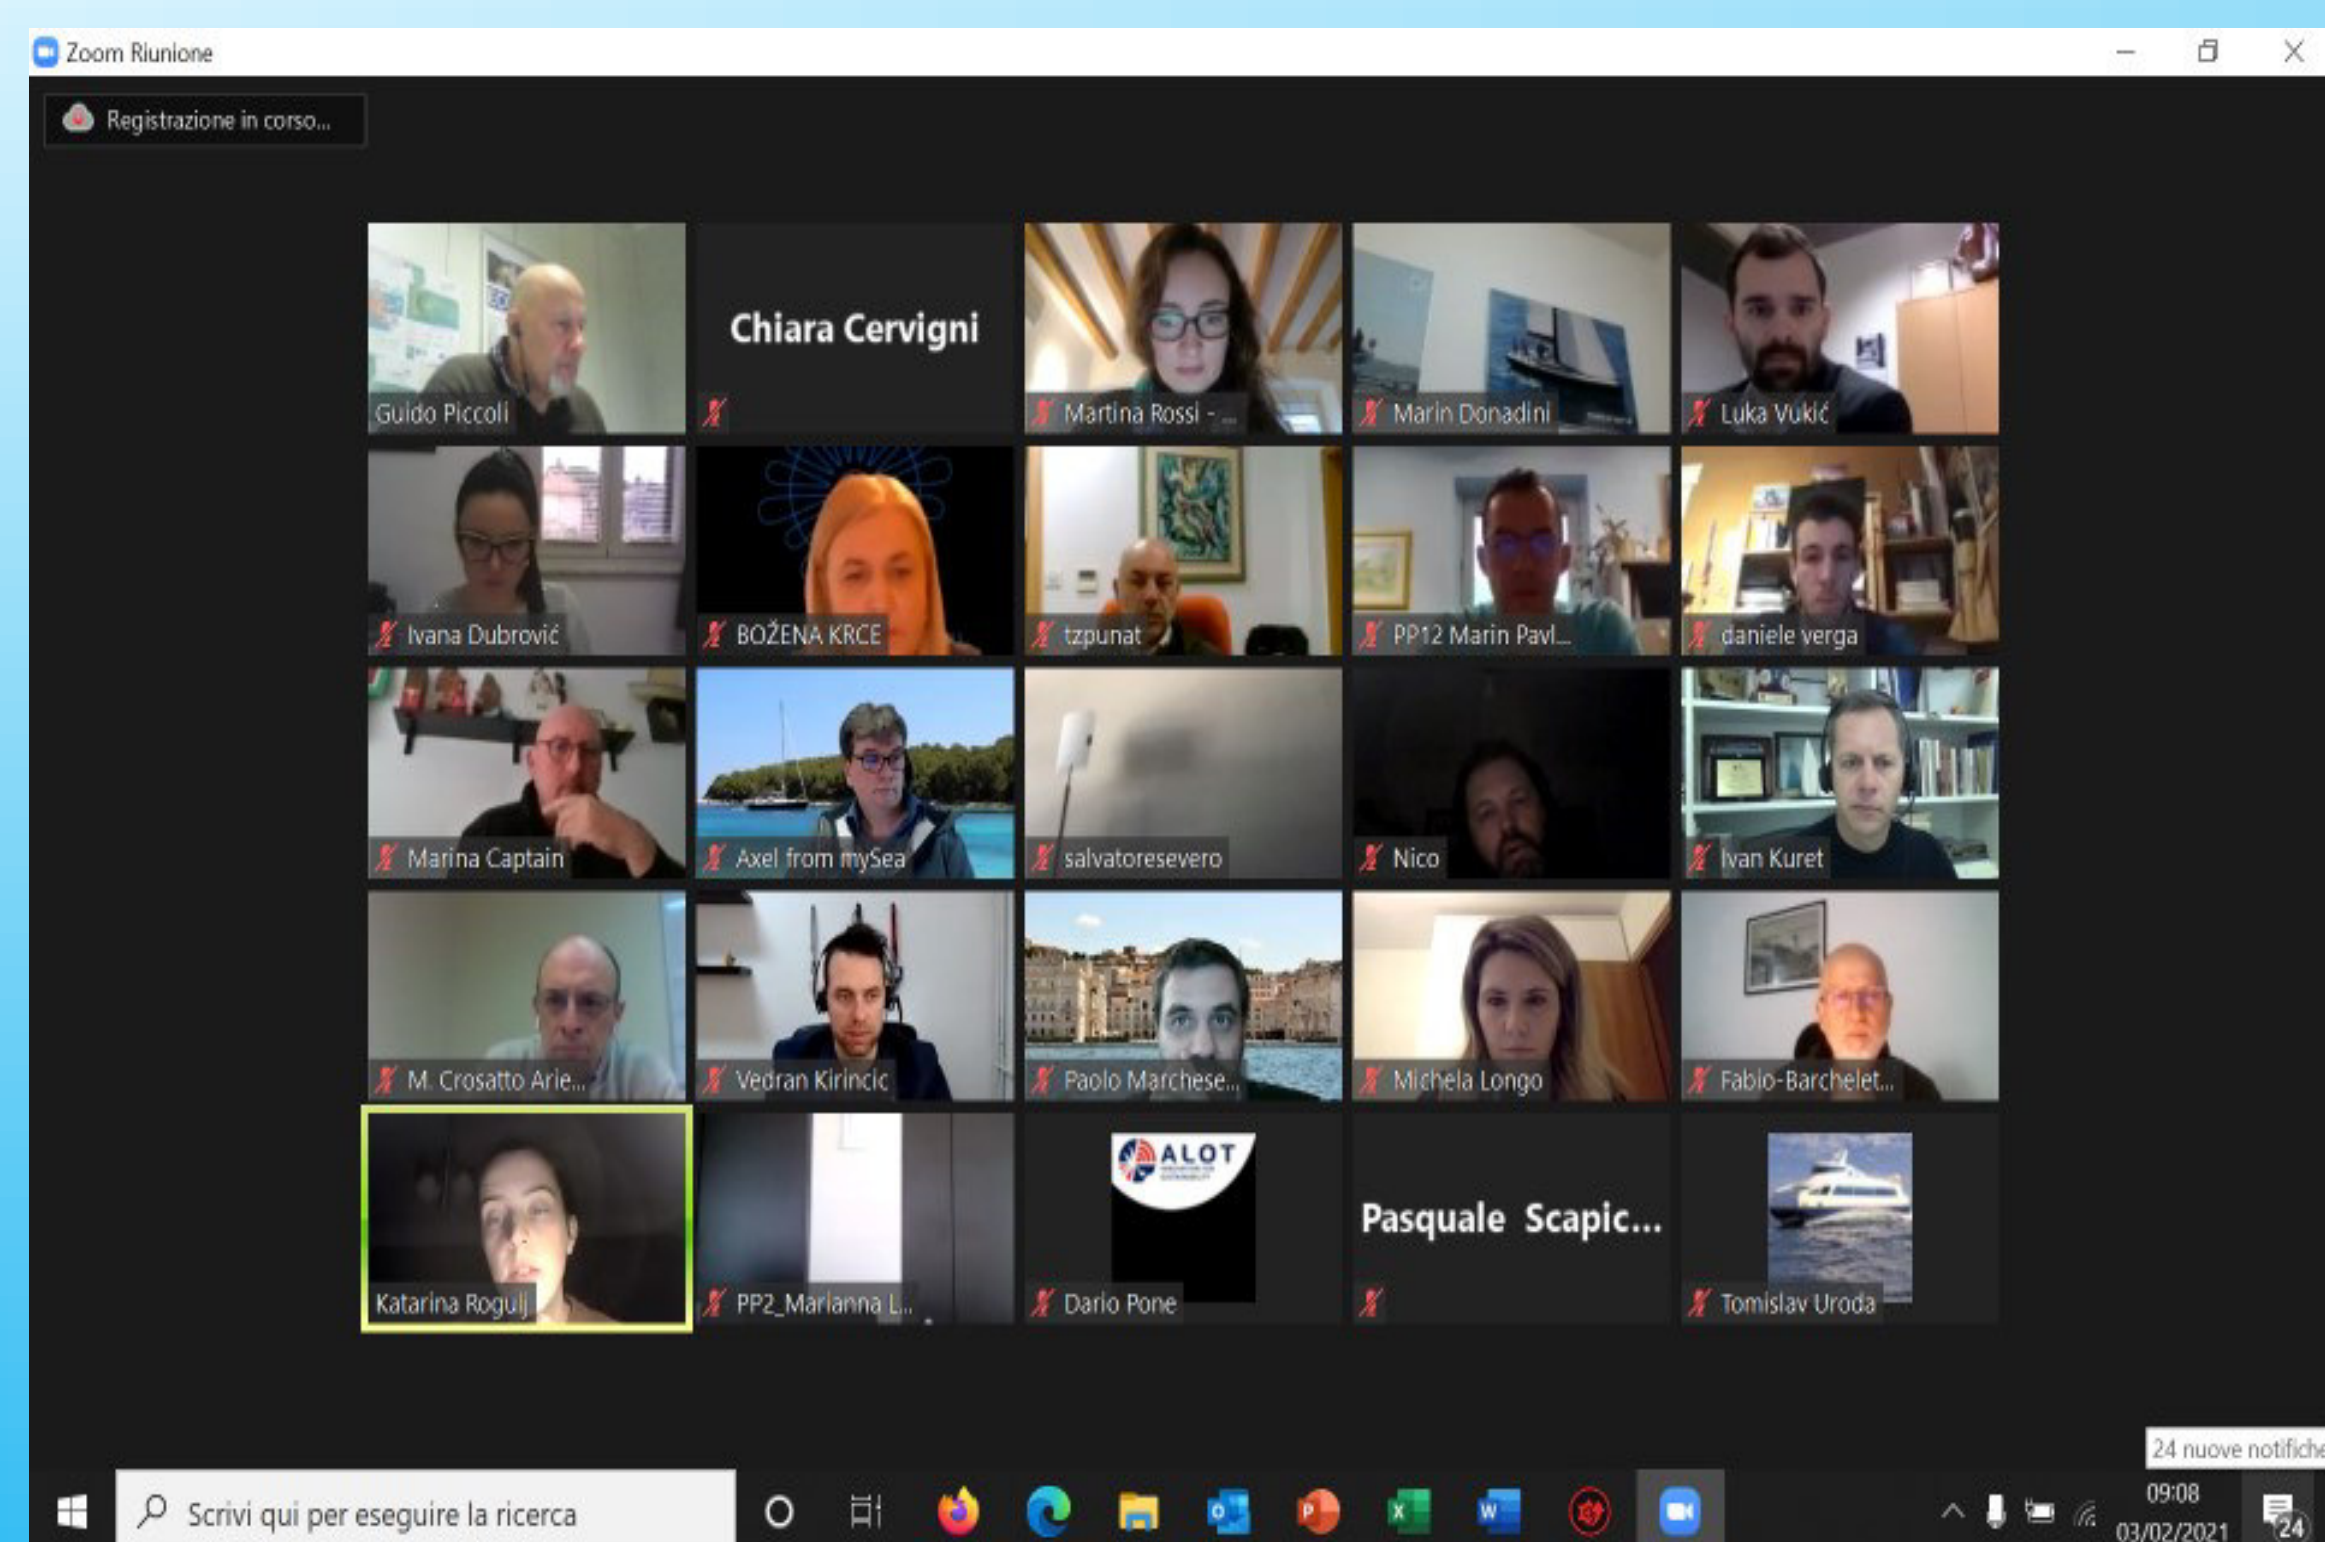 Zoom Riunione
Registrazione in corso...
Guido Piccoli
Chiara Cervigni
Martina Rossi - ...
Marin Donadini
Luka Vukić
Ivana Dubrović
BOŽENA KRCE
tzpunat
PP12 Marin Pavl...
daniele verga
Marina Captain
Axel from mySea
salvatoresevero
Nico
Ivan Kuret
M. Crosatto Arie...
Vedran Kirincic
Paolo Marchese...
Michela Longo
Fabio-Barchelet...
Katarina Rogulj
PP2_Marianna L...
ALOT
Dario Pone
Pasquale Scapic...
Tomislav Uroda
24 nuove notifiche
Scrivi qui per eseguire la ricerca
09:08
03/02/2021
24